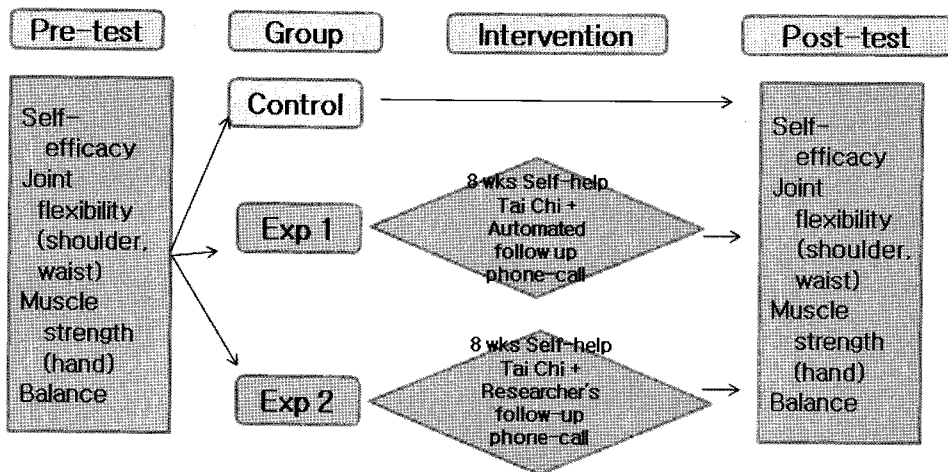 Pre-test
Group
Intervention
Post-test
Self-
efficacy
Joint
flexibility
(shoulder,
waist)
Muscle
strength
(hand)
Balance
Control
Exp 1
8 wks Self-help
Tai Chi +
Automated
follow up
phone-call
Exp 2
8 wks Self-help
Tai Chi +
Researcher's
follow-up
phone-call
Self-
efficacy
Joint
flexibility
(shoulder,
waist)
Muscle
strength
(hand)
Balance